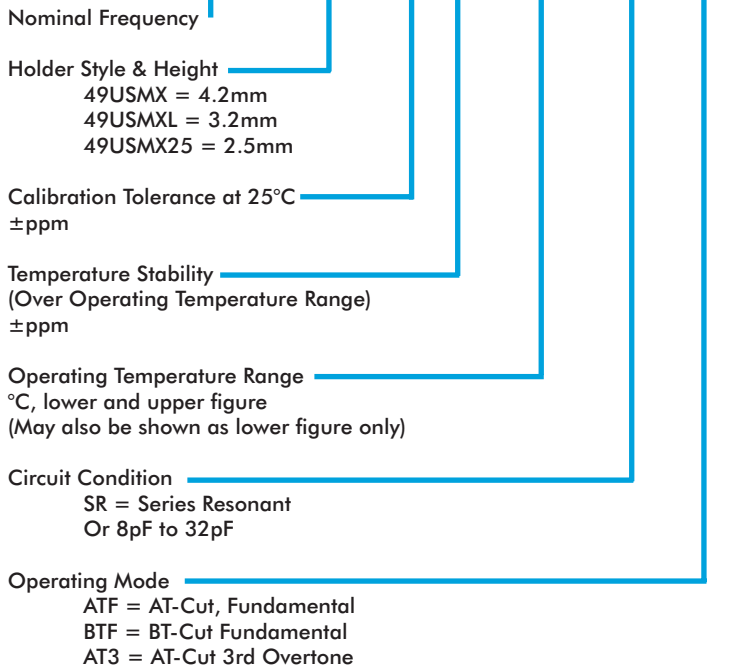 Nominal Frequency
Holder Style & Height
49USMX = 4.2mm
49USMXL = 3.2mm
49USMX25 = 2.5mm
Calibration Tolerance at 25°C
±ppm
Temperature Stability
(Over Operating Temperature Range)
±ppm
Operating Temperature Range
°C, lower and upper figure
(May also be shown as lower figure only)
Circuit Condition
SR = Series Resonant
Or 8pF to 32pF
Operating Mode
ATF = AT-Cut, Fundamental
BTF = BT-Cut Fundamental
AT3 = AT-Cut 3rd Overtone